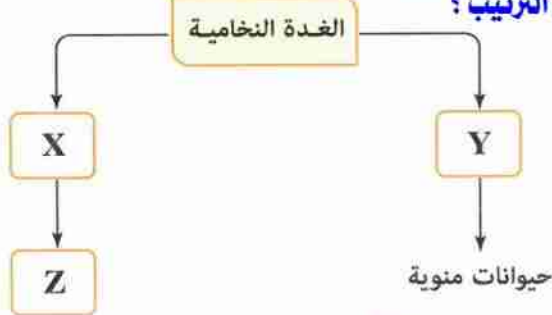 الترتيب ؟
الغدة النخامية
X
Y
Z
حيوانات منوية